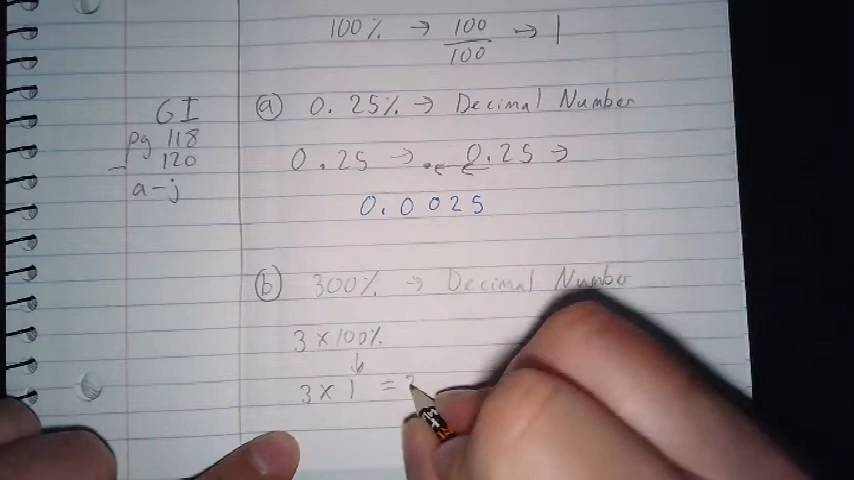 100% → 100/100 → 1
GI
pg 118
- 120
a-j
(a) 0.25% → Decimal Number
0.25 → 0.25 →
0.0025
(b) 300% → Decimal Number
3 × 100%
↓
3 × 1 =